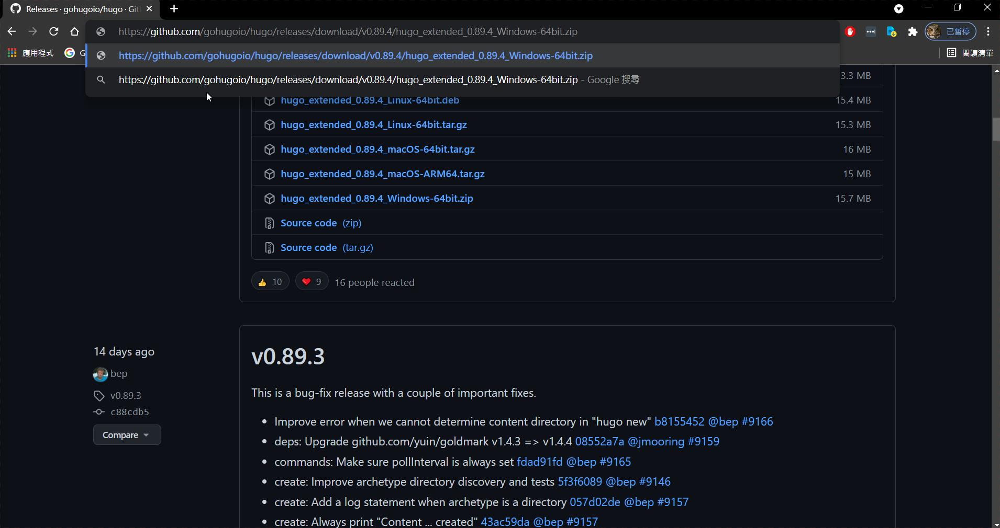 Releases · gohugoio/hugo · Git
https://github.com/gohugoio/hugo/releases/download/v0.89.4/hugo_extended_0.89.4_Windows-64bit.zip
已暫停
應用程式
G
https://github.com/gohugoio/hugo/releases/download/v0.89.4/hugo_extended_0.89.4_Windows-64bit.zip
閱讀清單
https://github.com/gohugoio/hugo/releases/download/v0.89.4/hugo_extended_0.89.4_Windows-64bit.zip - Google 搜尋
3.3 MB
hugo_extended_0.89.4_Linux-64bit.deb 15.4 MB
hugo_extended_0.89.4_Linux-64bit.tar.gz 15.3 MB
hugo_extended_0.89.4_macOS-64bit.tar.gz 16 MB
hugo_extended_0.89.4_macOS-ARM64.tar.gz 15 MB
hugo_extended_0.89.4_Windows-64bit.zip 15.7 MB
Source code (zip)
Source code (tar.gz)
👍 10 ❤️ 9 16 people reacted
14 days ago
bep
v0.89.3
c88cdb5
Compare
v0.89.3
This is a bug-fix release with a couple of important fixes.
• Improve error when we cannot determine content directory in "hugo new" b8155452 @bep #9166
• deps: Upgrade github.com/yuin/goldmark v1.4.3 => v1.4.4 08552a7a @jmooring #9159
• commands: Make sure pollInterval is always set fdad91fd @bep #9165
• create: Improve archetype directory discovery and tests 5f3f6089 @bep #9146
• create: Add a log statement when archetype is a directory 057d02de @bep #9157
• create: Always print "Content ... created" 43ac59da @bep #9157